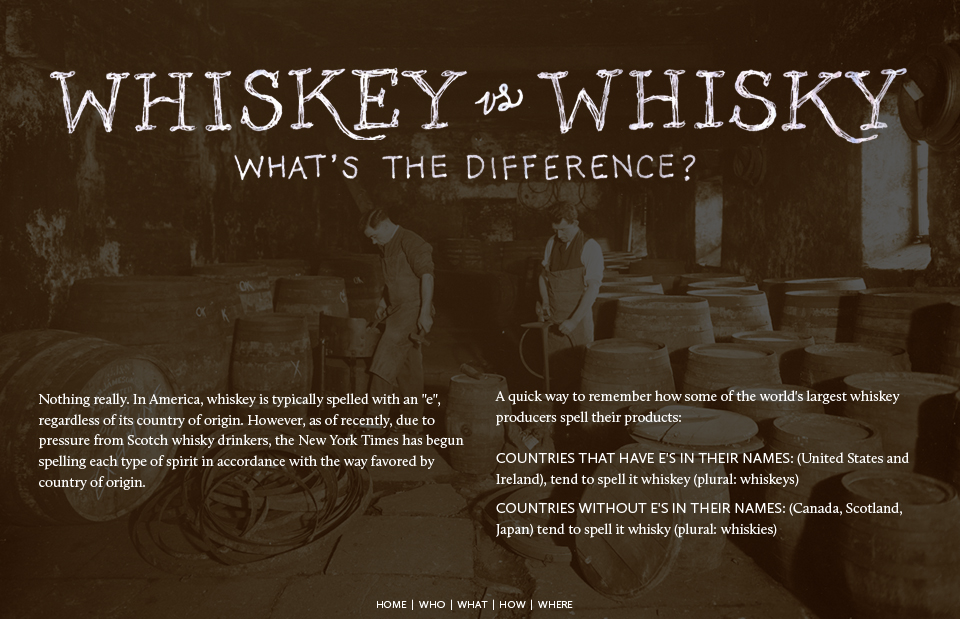 WHISKEY vs WHISKY
WHAT'S THE DIFFERENCE?
Nothing really. In America, whiskey is typically spelled with an "e",
regardless of its country of origin. However, as of recently, due to
pressure from Scotch whisky drinkers, the New York Times has begun
spelling each type of spirit in accordance with the way favored by
country of origin.
A quick way to remember how some of the world's largest whiskey
producers spell their products:
COUNTRIES THAT HAVE E'S IN THEIR NAMES: (United States and
Ireland), tend to spell it whiskey (plural: whiskeys)
COUNTRIES WITHOUT E'S IN THEIR NAMES: (Canada, Scotland,
Japan) tend to spell it whisky (plural: whiskies)
HOME | WHO | WHAT | HOW | WHERE